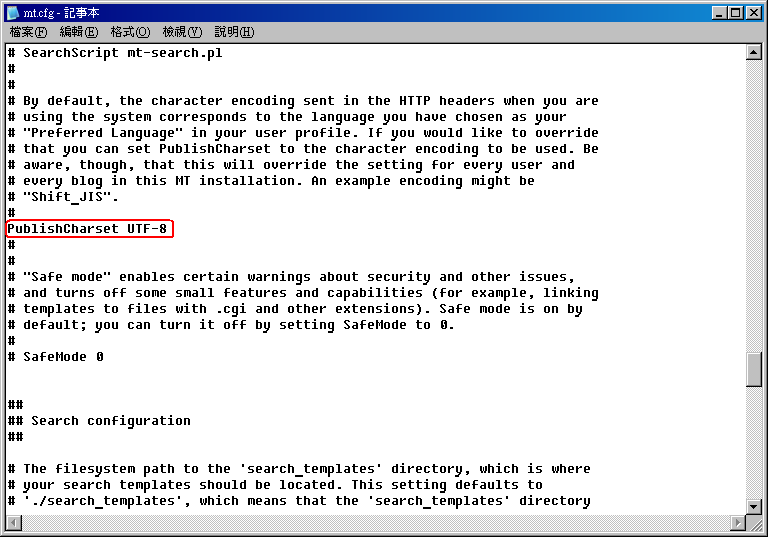 mt.cfg - 記事本
檔案(F) 編輯(E) 格式(O) 檢視(V) 說明(H)
# SearchScript mt-search.pl
#
#
# By default, the character encoding sent in the HTTP headers when you are
# using the system corresponds to the language you have chosen as your
# "Preferred Language" in your user profile. If you would like to override
# that you can set PublishCharset to the character encoding to be used. Be
# aware, though, that this will override the setting for every user and
# every blog in this MT installation. An example encoding might be
# "Shift_JIS".
#
PublishCharset UTF-8
#
#
# "Safe mode" enables certain warnings about security and other issues,
# and turns off some small features and capabilities (for example, linking
# templates to files with .cgi and other extensions). Safe mode is on by
# default; you can turn it off by setting SafeMode to 0.
#
# SafeMode 0
##
## Search configuration
##
# The filesystem path to the 'search_templates' directory, which is where
# your search templates should be located. This setting defaults to
# './search_templates', which means that the 'search_templates' directory